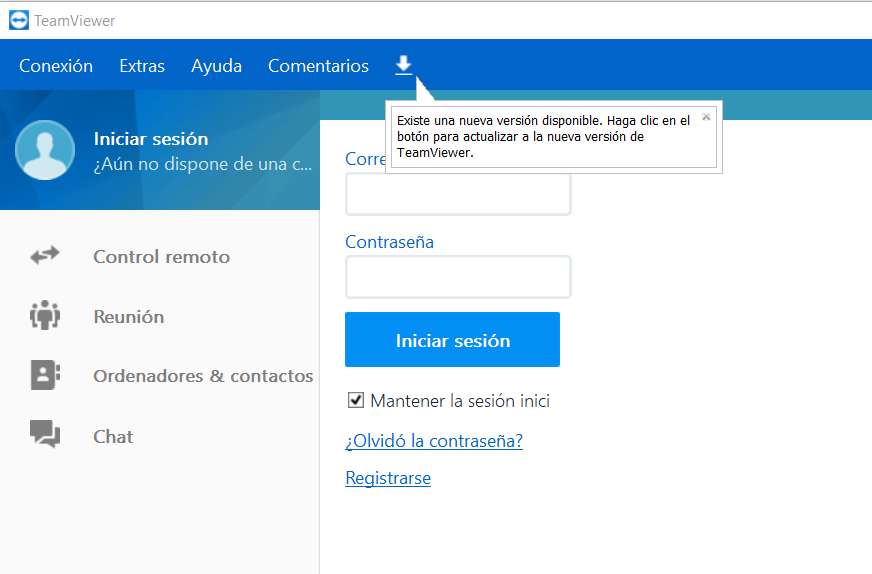 TeamViewer
Conexión Extras Ayuda Comentarios
Existe una nueva versión disponible. Haga clic en el
botón para actualizar a la nueva versión de
TeamViewer.
Iniciar sesión
¿Aún no dispone de una c...
Control remoto
Reunión
Ordenadores & contactos
Chat
Corre
Contraseña
Iniciar sesión
Mantener la sesión inici
¿Olvidó la contraseña?
Registrarse